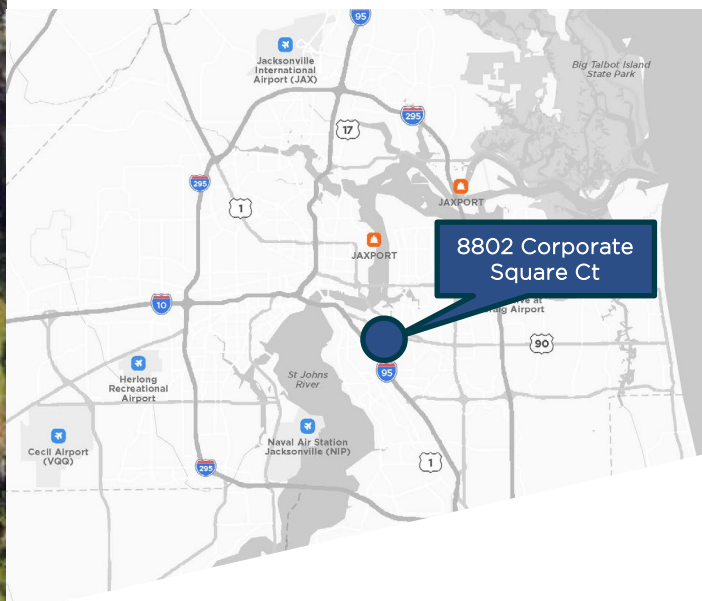 95
Jacksonville
International
Airport (JAX)
Big Talbot Island
State Park
295
17
295
JAXPORT
1
JAXPORT
8802 Corporate
Square Ct
at
Airport
10
90
95
Herlong
Recreational
Airport
St Johns
River
Naval Air Station
Jacksonville (NIP)
Cecil Airport
(VQQ)
295
1